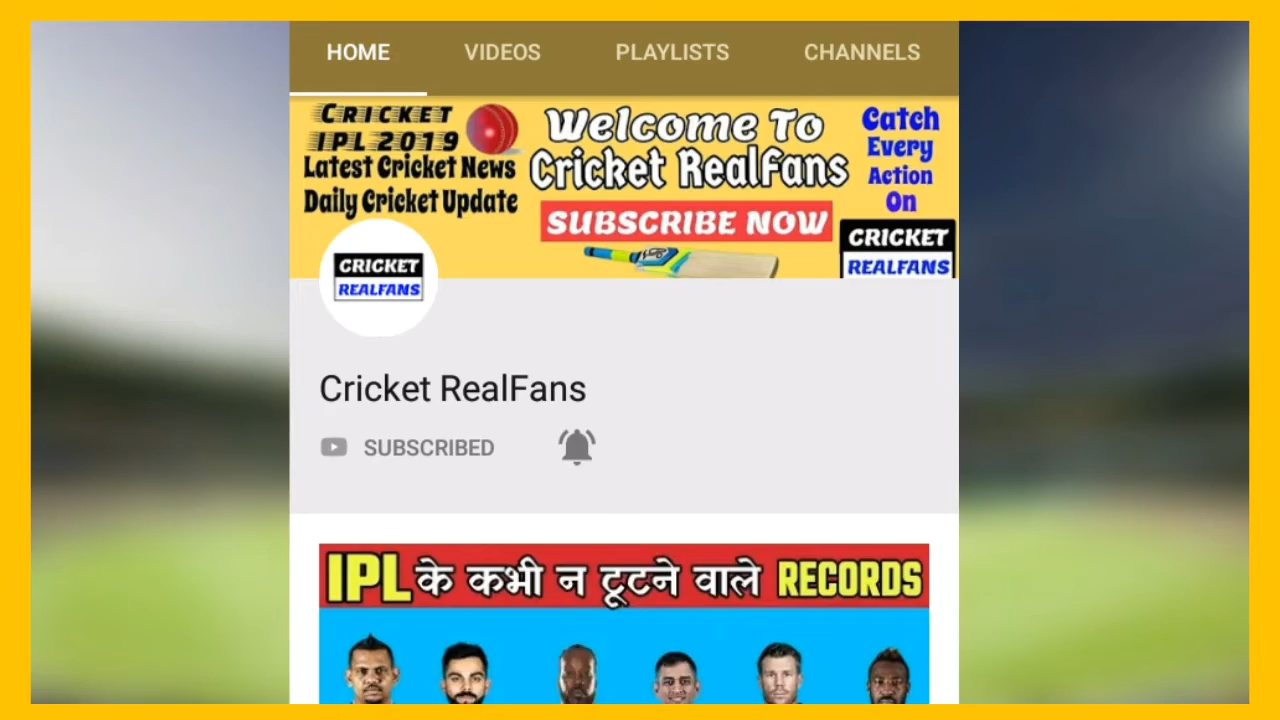 HOME VIDEOS PLAYLISTS CHANNELS
CRICKET
IPL 2019
Latest Cricket News
Daily Cricket Update
Welcome To
Cricket RealFans
SUBSCRIBE NOW
Catch
Every
Action
On
CRICKET
REALFANS
CRICKET
REALFANS
Cricket RealFans
SUBSCRIBED
IPL के कभी न टूटने वाले RECORDS